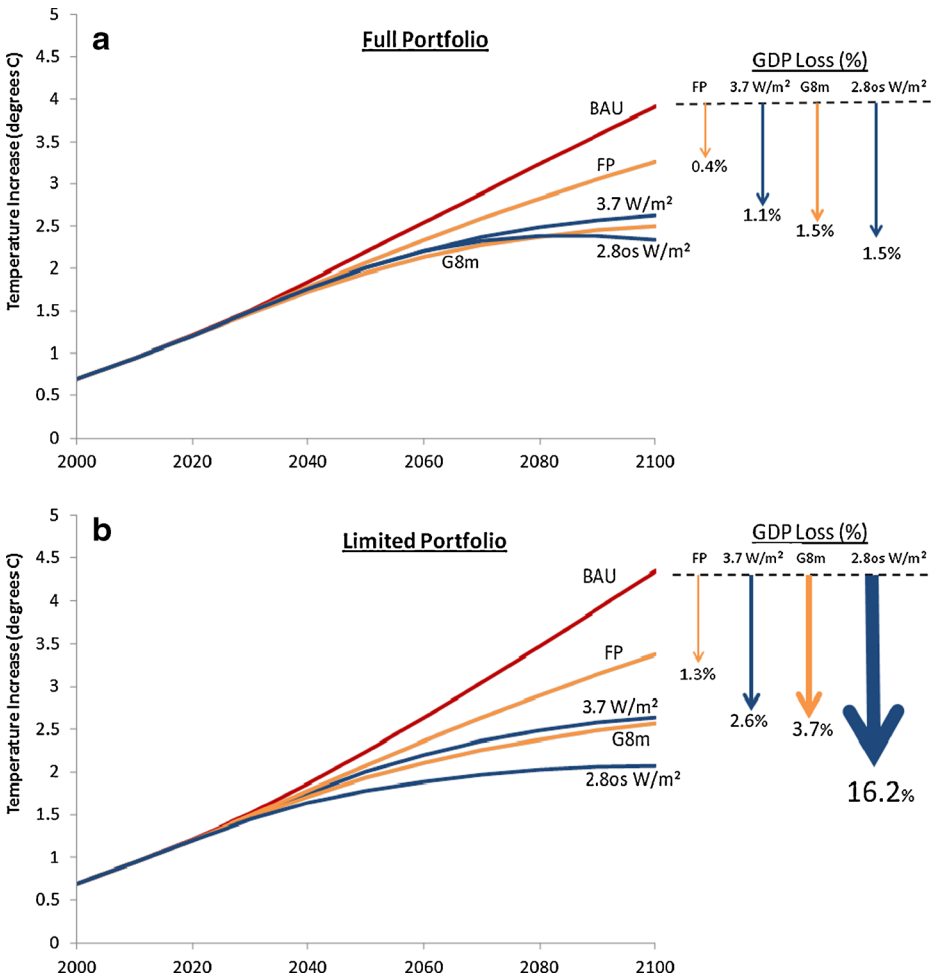 a
Full Portfolio
Temperature Increase (degrees C)
5
4.5
4
3.5
3
2.5
2
1.5
1
0.5
0
2000 2020 2040 2060 2080 2100
BAU
FP
3.7 W/m²
G8m
2.8os W/m²
GDP Loss (%)
FP 3.7 W/m² G8m 2.8os W/m²
0.4%
1.1%
1.5%
1.5%
b
Limited Portfolio
Temperature Increase (degrees C)
5
4.5
4
3.5
3
2.5
2
1.5
1
0.5
0
2000 2020 2040 2060 2080 2100
BAU
FP
3.7 W/m²
G8m
2.8os W/m²
GDP Loss (%)
FP 3.7 W/m² G8m 2.8os W/m²
1.3%
2.6%
3.7%
16.2%